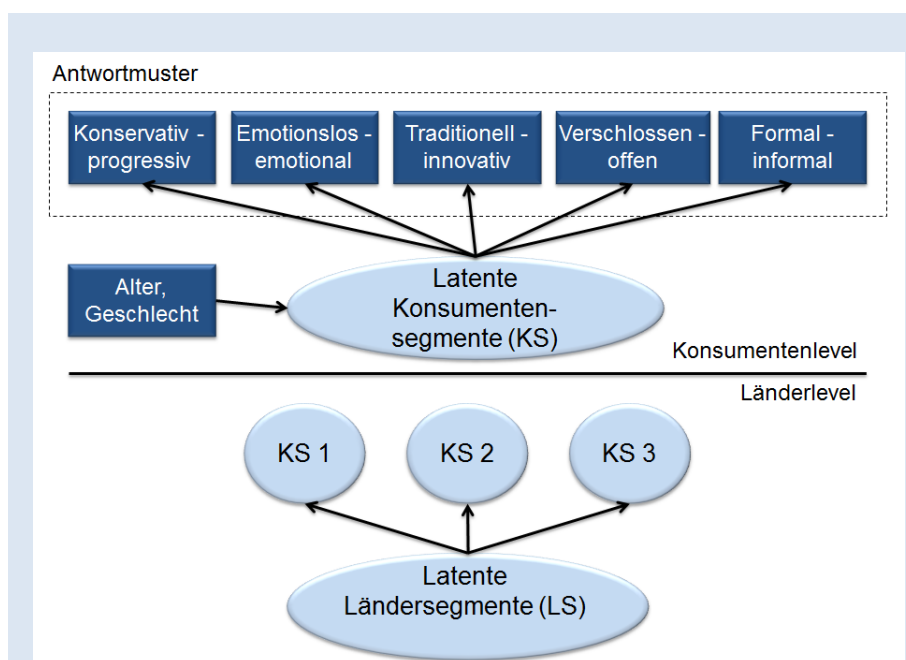 Antwortmuster
Konservativ -
progressiv
Emotionslos -
emotional
Traditionell -
innovativ
Verschlossen -
offen
Formal -
informal
Alter,
Geschlecht
Latente
Konsumenten-
segmente (KS)
Konsumentenlevel
Länderlevel
KS 1
KS 2
KS 3
Latente
Ländersegmente (LS)